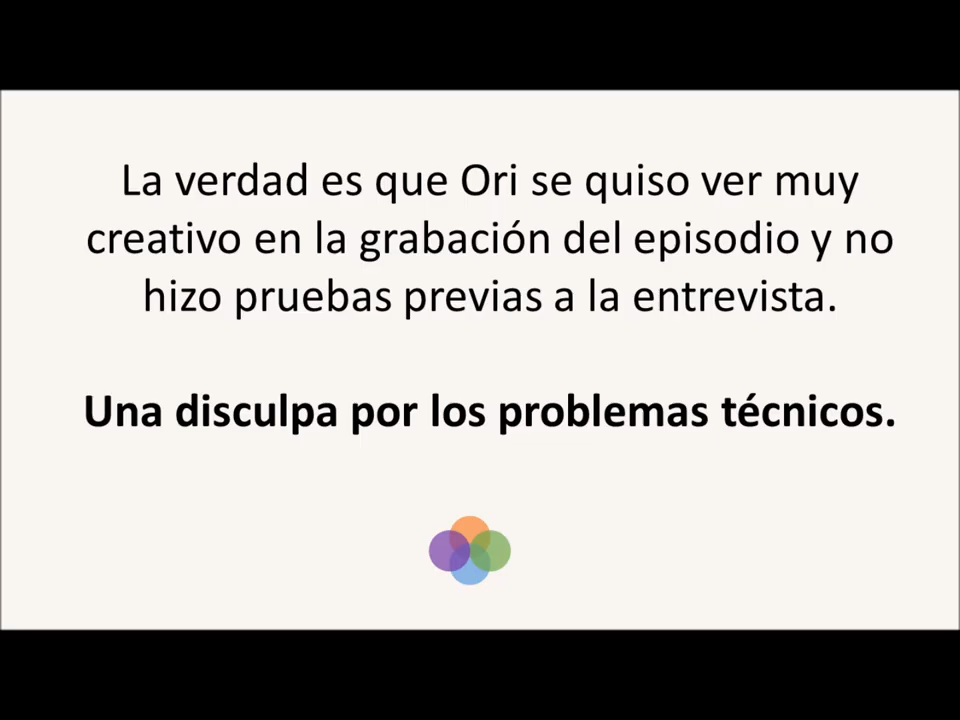 La verdad es que Ori se quiso ver muy
creativo en la grabación del episodio y no
hizo pruebas previas a la entrevista.
Una disculpa por los problemas técnicos.